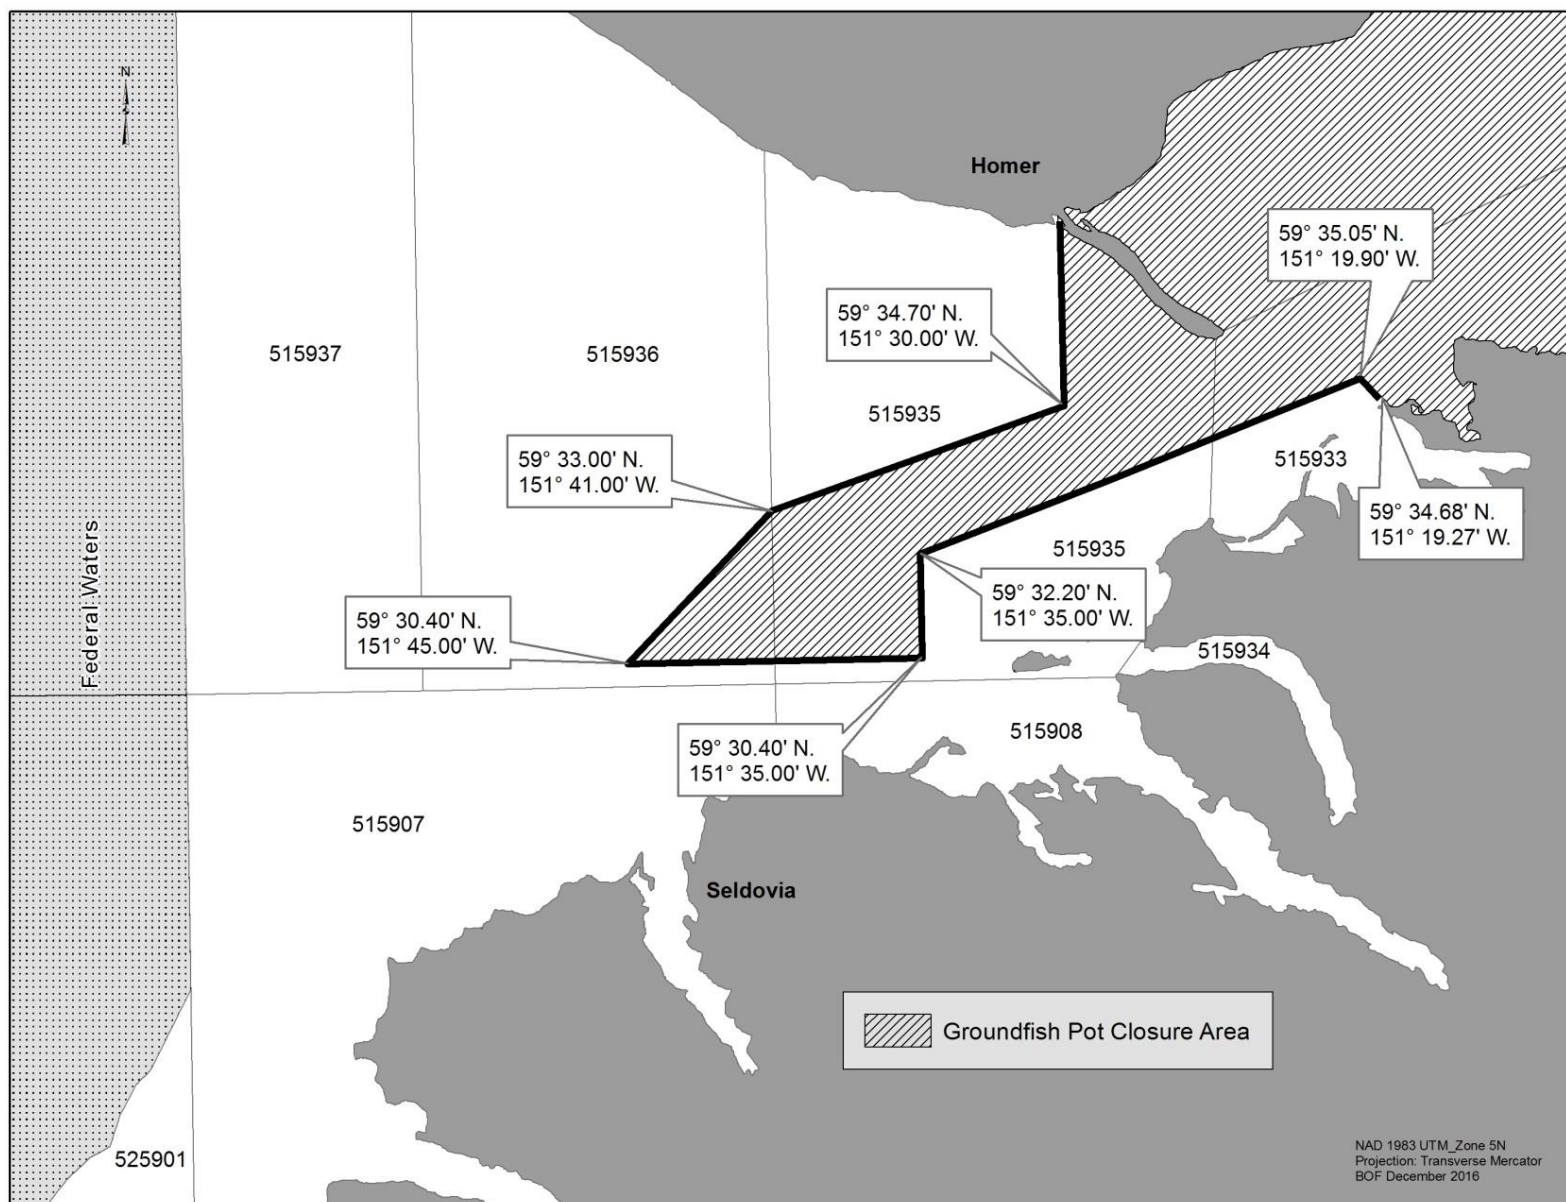 N
Homer
59° 35.05' N.
151° 19.90' W.
59° 34.70' N.
151° 30.00' W.
515937
515936
515935
59° 33.00' N.
151° 41.00' W.
515933
59° 34.68' N.
151° 19.27' W.
Federal Waters
515935
59° 32.20' N.
151° 35.00' W.
59° 30.40' N.
151° 45.00' W.
515934
59° 30.40' N.
151° 35.00' W.
515908
515907
Seldovia
Groundfish Pot Closure Area
525901
NAD 1983 UTM_Zone 5N
Projection: Transverse Mercator
BOF December 2016